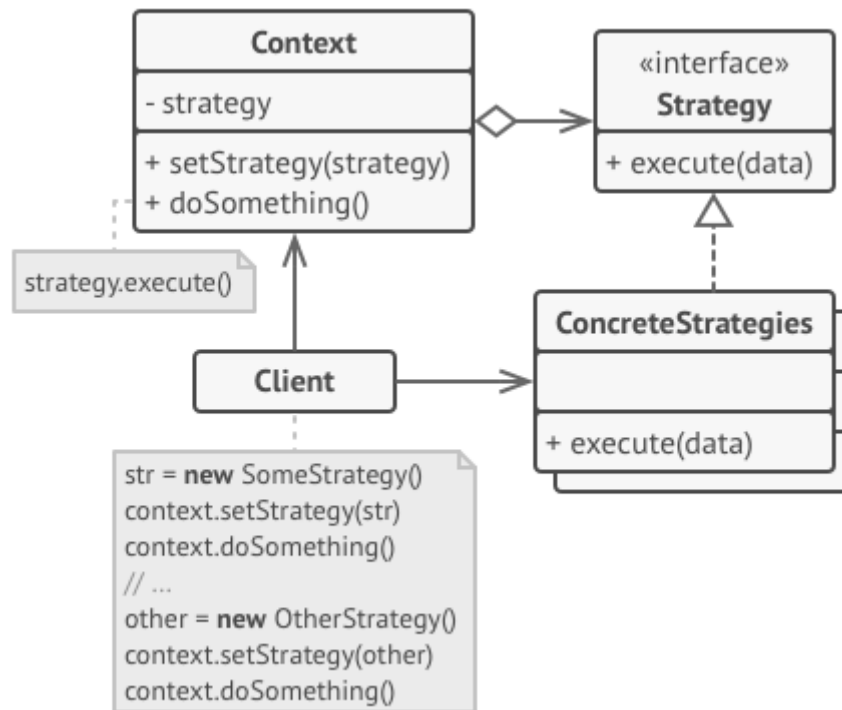 Context
- strategy
+ setStrategy(strategy)
+ doSomething()
«interface»
Strategy
+ execute(data)
strategy.execute()
ConcreteStrategies
+ execute(data)
Client
str = new SomeStrategy()
context.setStrategy(str)
context.doSomething()
// ...
other = new OtherStrategy()
context.setStrategy(other)
context.doSomething()